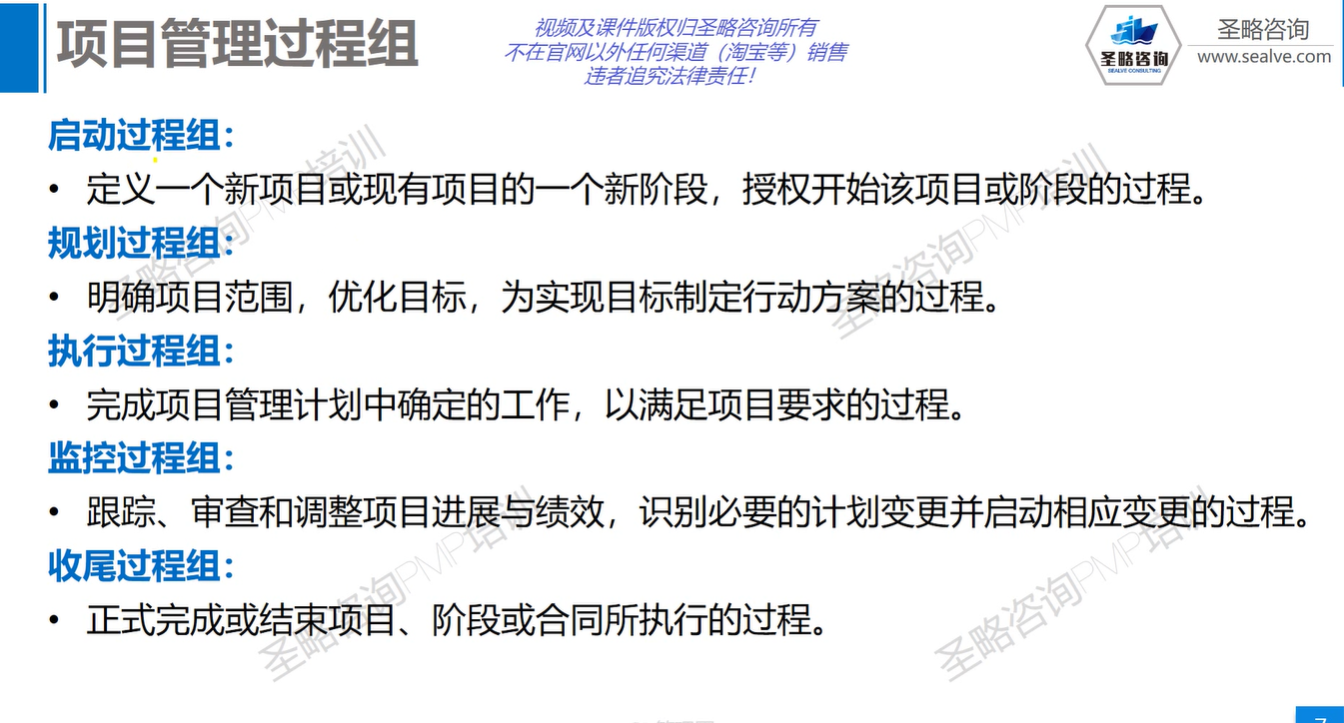 项目管理过程组
视频及课件版权归圣略咨询所有
不在官网以外任何渠道（淘宝等）销售
违者追究法律责任！
圣略咨询
SEALVE CONSULTING
圣略咨询
www.sealve.com
启动过程组：
• 定义一个新项目或现有项目的一个新阶段，授权开始该项目或阶段的过程。
规划过程组：
• 明确项目范围，优化目标，为实现目标制定行动方案的过程。
执行过程组：
• 完成项目管理计划中确定的工作，以满足项目要求的过程。
监控过程组：
• 跟踪、审查和调整项目进展与绩效，识别必要的计划变更并启动相应变更的过程。
收尾过程组：
• 正式完成或结束项目、阶段或合同所执行的过程。
圣略咨询PMP培训
圣略咨询PMP培训
圣略咨询PMP培训
圣略咨询PMP培训